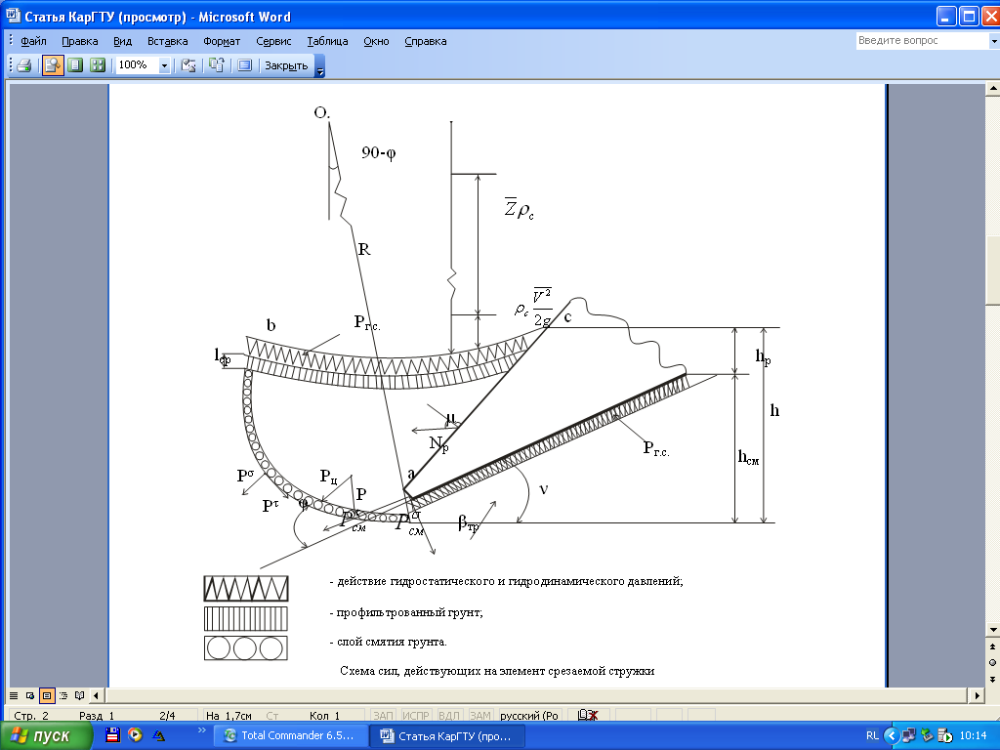 Статья КарГТУ (просмотр) - Microsoft Word
Файл Правка Вид Вставка Формат Сервис Таблица Окно Справка
Введите вопрос
100% Закрыть
O.
90-φ
Z̅ρc
R
ρc V̅²/2g
c
b
Pг.с.
lср
hр
h
μ
Nр
Pг.с.
hсм
a
Pσ
Pц
P
ν
Pτ
φ
Pсм
Pσсм
βтр
- действие гидростатического и гидродинамического давлений;
- профильтрованный грунт;
- слой смятия грунта.
Схема сил, действующих на элемент срезаемой стружки
Стр. 2 Разд 1 2/4 На 1,7см Ст Кол 1 ЗАП ИСПР ВДЛ ЗАМ русский (Ро
пуск
Total Commander 6.5...
Статья КарГТУ (про...
RL
10:14